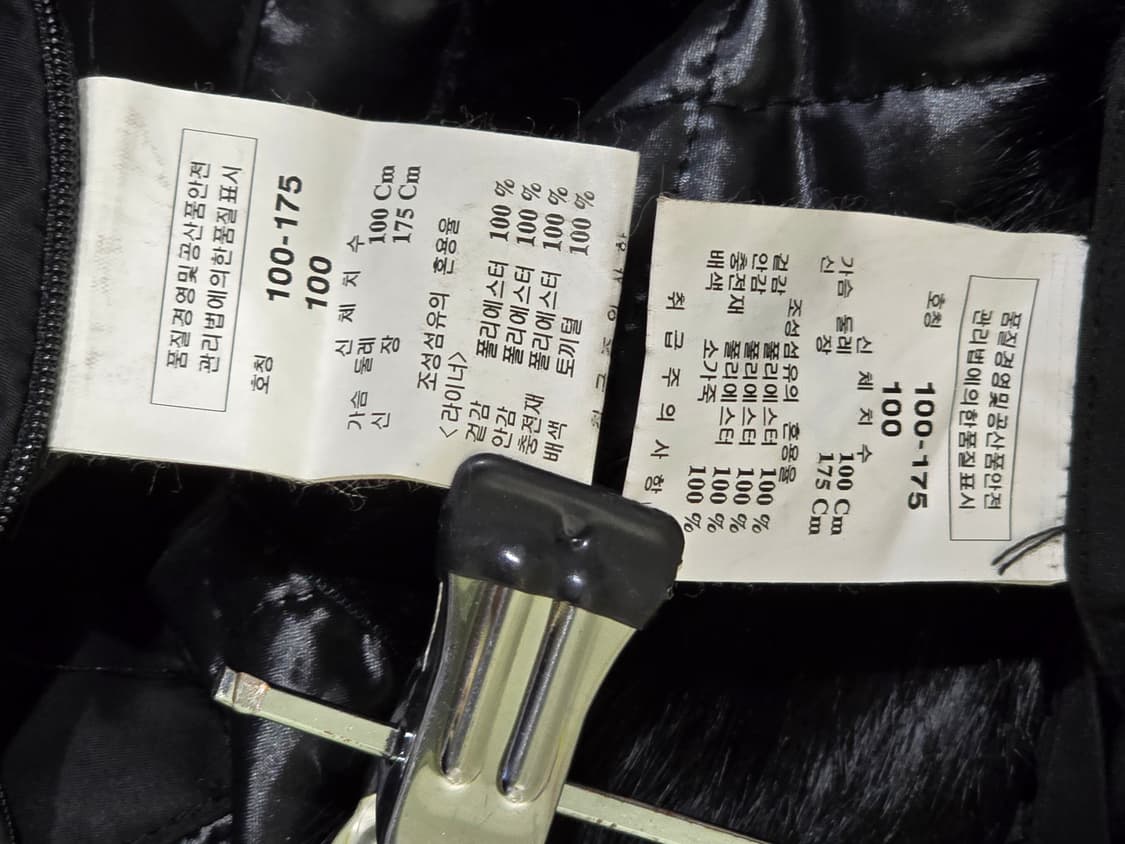 품질경영및공산품안전
관리법에의한품질표시
호칭 100-175
100
신 체 치 수
가슴 둘레 100 Cm
신 장 175 Cm
조성섬유의 혼용율
<라이너>
겉감 폴리에스터 100 %
안감 폴리에스터 100 %
충전재 폴리에스터 100 %
배색 토끼털 100 %
품질경영및공산품안전
관리법에의한품질표시
호칭 100-175
100
신 체 치 수
가슴 둘레 100 Cm
신 장 175 Cm
조성섬유의 혼용율
겉감 폴리에스터 100 %
안감 폴리에스터 100 %
충전재 폴리에스터 100 %
배색 소가죽 100 %
취 급 주 의 사 항